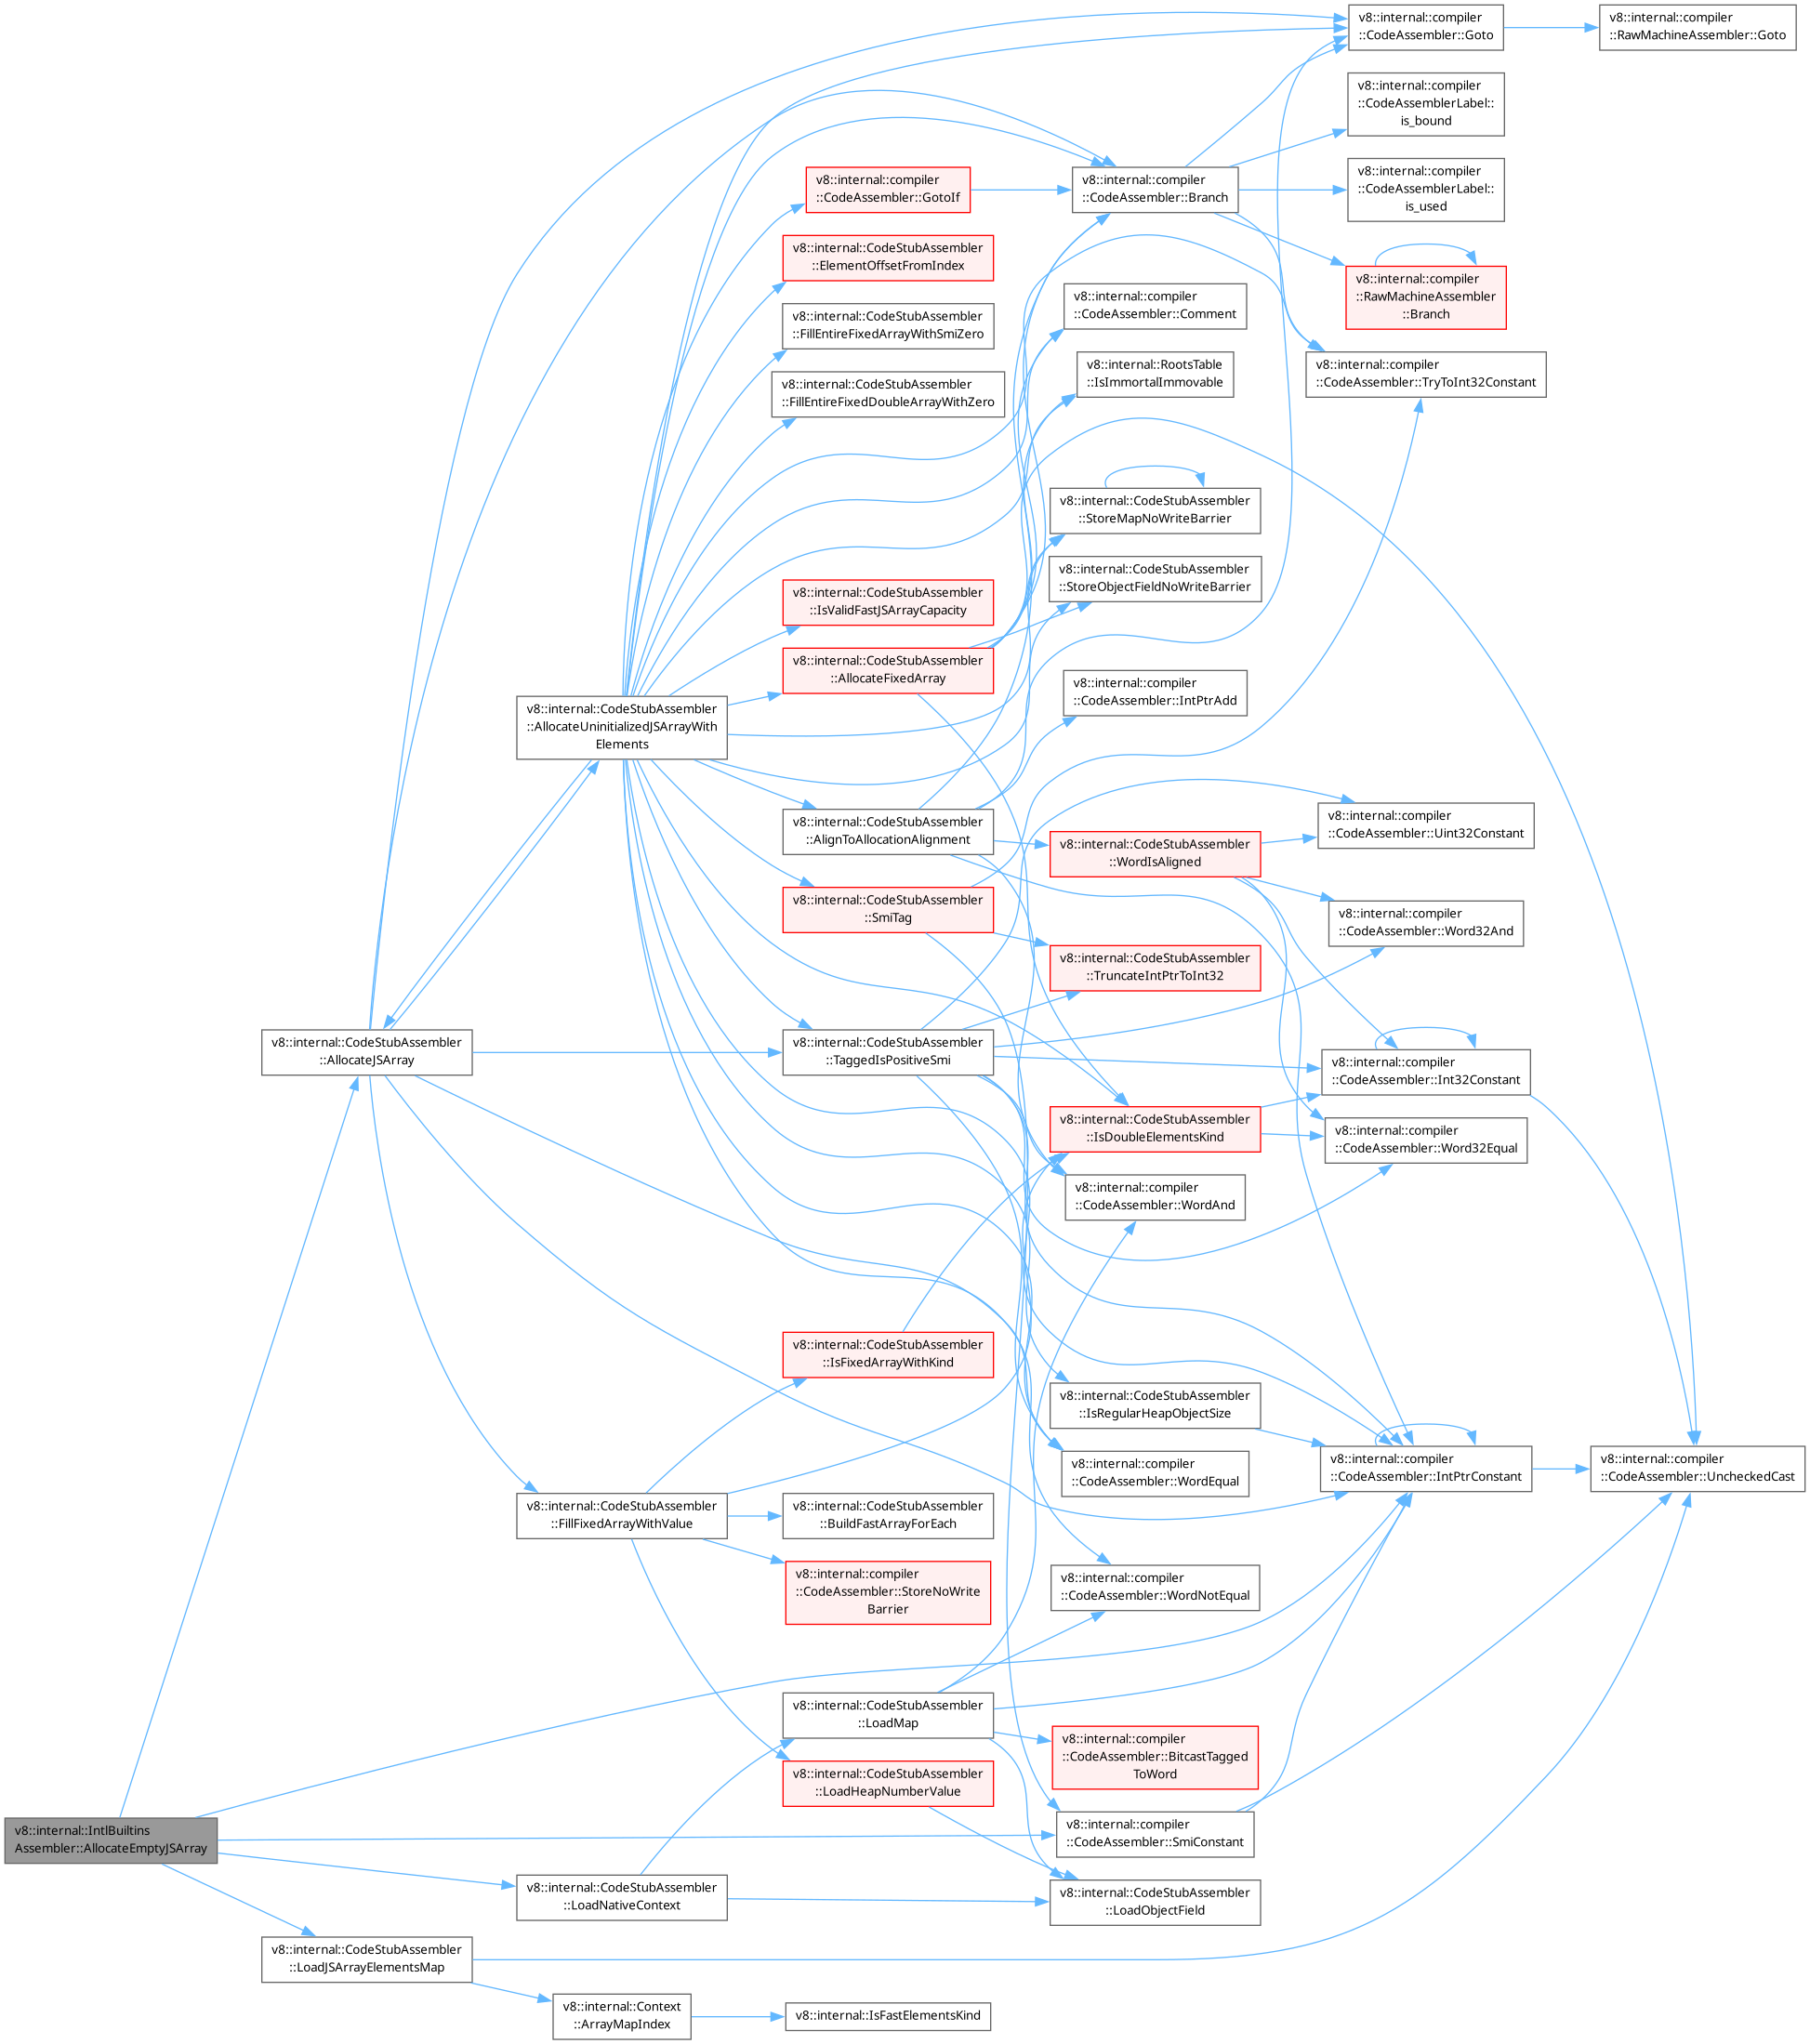 v8::internal::compiler
::CodeAssembler::Goto
v8::internal::compiler
::RawMachineAssembler::Goto
v8::internal::compiler
::CodeAssemblerLabel::
is_bound
v8::internal::compiler
::CodeAssembler::GotoIf
v8::internal::compiler
::CodeAssembler::Branch
v8::internal::compiler
::CodeAssemblerLabel::
is_used
v8::internal::CodeStubAssembler
::ElementOffsetFromIndex
v8::internal::compiler
::RawMachineAssembler
::Branch
v8::internal::CodeStubAssembler
::FillEntireFixedArrayWithSmiZero
v8::internal::compiler
::CodeAssembler::Comment
v8::internal::CodeStubAssembler
::FillEntireFixedDoubleArrayWithZero
v8::internal::RootsTable
::IsImmortalImmovable
v8::internal::compiler
::CodeAssembler::TryToInt32Constant
v8::internal::CodeStubAssembler
::StoreMapNoWriteBarrier
v8::internal::CodeStubAssembler
::IsValidFastJSArrayCapacity
v8::internal::CodeStubAssembler
::StoreObjectFieldNoWriteBarrier
v8::internal::CodeStubAssembler
::AllocateFixedArray
v8::internal::CodeStubAssembler
::AllocateUninitializedJSArrayWith
Elements
v8::internal::compiler
::CodeAssembler::IntPtrAdd
v8::internal::CodeStubAssembler
::AlignToAllocationAlignment
v8::internal::CodeStubAssembler
::WordIsAligned
v8::internal::compiler
::CodeAssembler::Uint32Constant
v8::internal::CodeStubAssembler
::SmiTag
v8::internal::compiler
::CodeAssembler::Word32And
v8::internal::CodeStubAssembler
::TruncateIntPtrToInt32
v8::internal::CodeStubAssembler
::AllocateJSArray
v8::internal::CodeStubAssembler
::TaggedIsPositiveSmi
v8::internal::compiler
::CodeAssembler::Int32Constant
v8::internal::CodeStubAssembler
::IsDoubleElementsKind
v8::internal::compiler
::CodeAssembler::Word32Equal
v8::internal::compiler
::CodeAssembler::WordAnd
v8::internal::CodeStubAssembler
::IsFixedArrayWithKind
v8::internal::CodeStubAssembler
::IsRegularHeapObjectSize
v8::internal::compiler
::CodeAssembler::WordEqual
v8::internal::compiler
::CodeAssembler::IntPtrConstant
v8::internal::compiler
::CodeAssembler::UncheckedCast
v8::internal::CodeStubAssembler
::FillFixedArrayWithValue
v8::internal::CodeStubAssembler
::BuildFastArrayForEach
v8::internal::compiler
::CodeAssembler::StoreNoWrite
Barrier
v8::internal::compiler
::CodeAssembler::WordNotEqual
v8::internal::CodeStubAssembler
::LoadMap
v8::internal::compiler
::CodeAssembler::BitcastTagged
ToWord
v8::internal::CodeStubAssembler
::LoadHeapNumberValue
v8::internal::IntlBuiltins
Assembler::AllocateEmptyJSArray
v8::internal::compiler
::CodeAssembler::SmiConstant
v8::internal::CodeStubAssembler
::LoadNativeContext
v8::internal::CodeStubAssembler
::LoadObjectField
v8::internal::CodeStubAssembler
::LoadJSArrayElementsMap
v8::internal::Context
::ArrayMapIndex
v8::internal::IsFastElementsKind